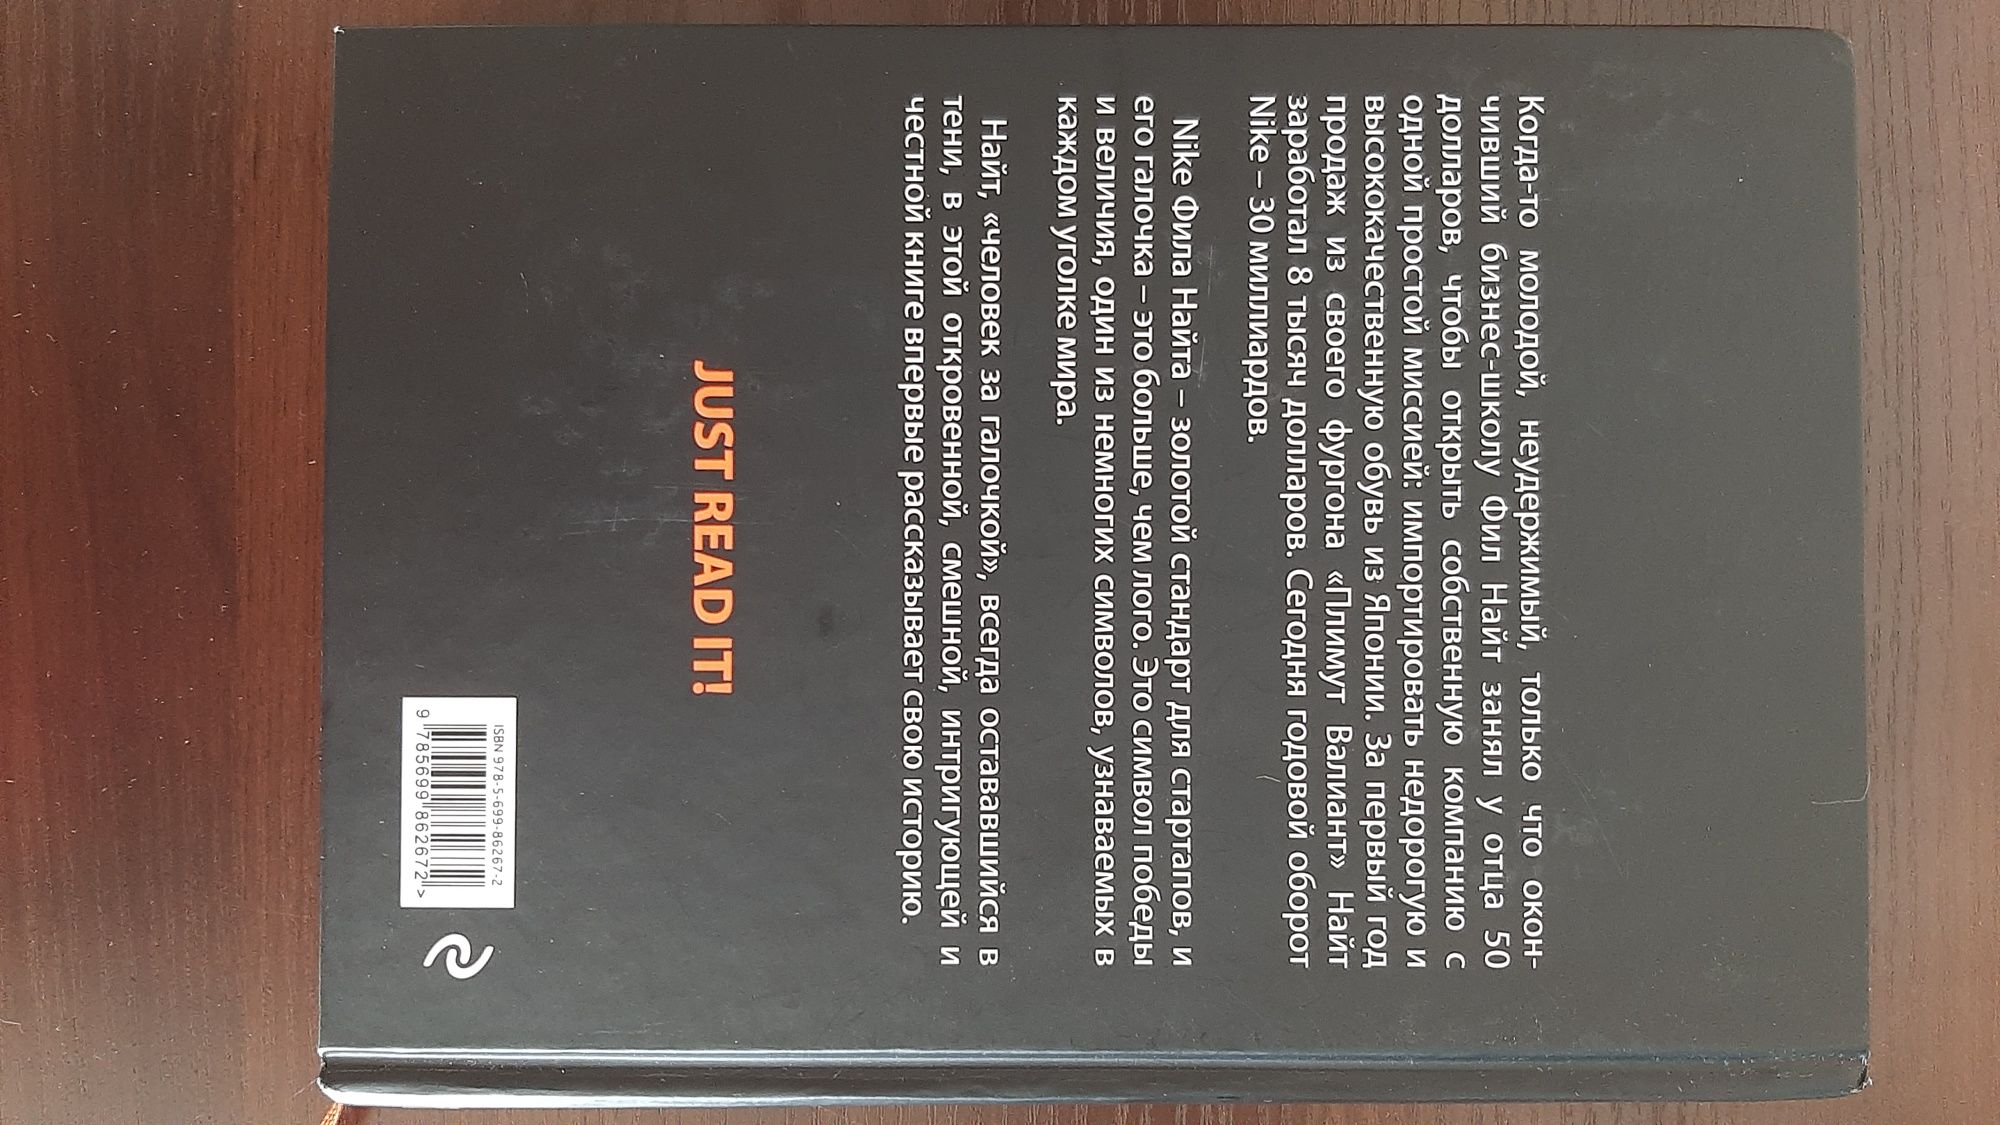 Когда-то молодой, неудержимый, только что окон-
чивший бизнес-школу Фил Найт занял у отца 50
долларов, чтобы открыть собственную компанию с
одной простой миссией: импортировать недорогую и
высококачественную обувь из Японии. За первый год
продаж из своего фургона «Плимут Валиант» Найт
заработал 8 тысяч долларов. Сегодня годовой оборот
Nike – 30 миллиардов.
Nike Фила Найта – золотой стандарт для стартапов, и
его галочка – это больше, чем лого. Это символ победы
и величия, один из немногих символов, узнаваемых в
каждом уголке мира.
Найт, «человек за галочкой», всегда остававшийся в
тени, в этой откровенной, смешной, интригующей и
честной книге впервые рассказывает свою историю.
JUST READ IT!
ISBN 978-5-699-86267-2
9 785699 862672 >